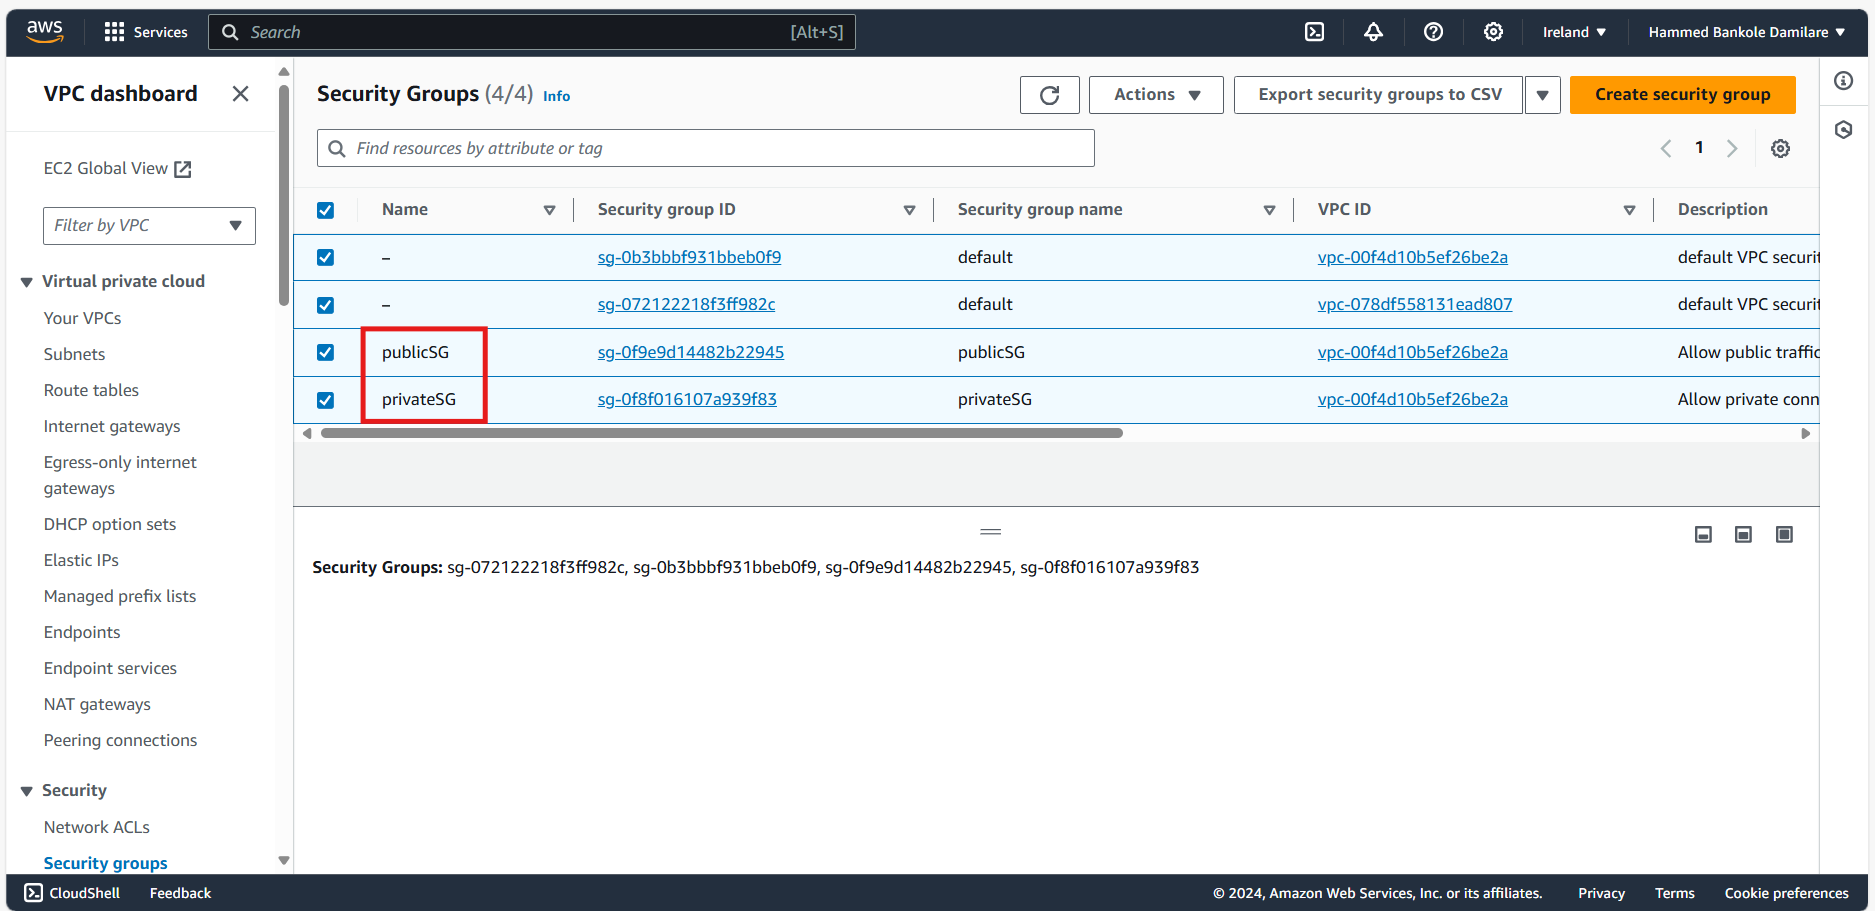 aws Services Search [Alt+S] Ireland Hammed Bankole Damilare
VPC dashboard
EC2 Global View
Filter by VPC
Virtual private cloud
Your VPCs
Subnets
Route tables
Internet gateways
Egress-only internet
gateways
DHCP option sets
Elastic IPs
Managed prefix lists
Endpoints
Endpoint services
NAT gateways
Peering connections
Security
Network ACLs
Security groups
Security Groups (4/4) Info Actions Export security groups to CSV Create security group
Find resources by attribute or tag 1
Name Security group ID Security group name VPC ID Description
– sg-0b3bbbf931bbeb0f9 default vpc-00f4d10b5ef26be2a default VPC securit
– sg-072122218f3ff982c default vpc-078df558131ead807 default VPC securit
publicSG sg-0f9e9d14482b22945 publicSG vpc-00f4d10b5ef26be2a Allow public traffic
privateSG sg-0f8f016107a939f83 privateSG vpc-00f4d10b5ef26be2a Allow private conn
Security Groups: sg-072122218f3ff982c, sg-0b3bbbf931bbeb0f9, sg-0f9e9d14482b22945, sg-0f8f016107a939f83
CloudShell Feedback © 2024, Amazon Web Services, Inc. or its affiliates. Privacy Terms Cookie preferences